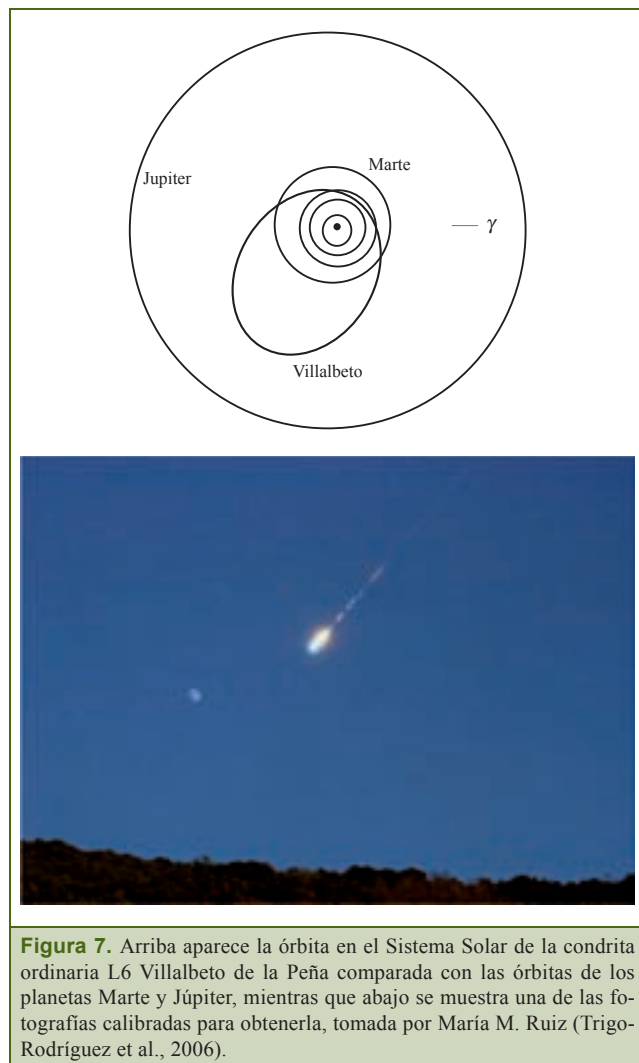 Marte
Jupiter
γ
Villalbeto
Figura 7. Arriba aparece la órbita en el Sistema Solar de la condrita
ordinaria L6 Villalbeto de la Peña comparada con las órbitas de los
planetas Marte y Júpiter, mientras que abajo se muestra una de las fo-
tografías calibradas para obtenerla, tomada por María M. Ruiz (Trigo-
Rodríguez et al., 2006).